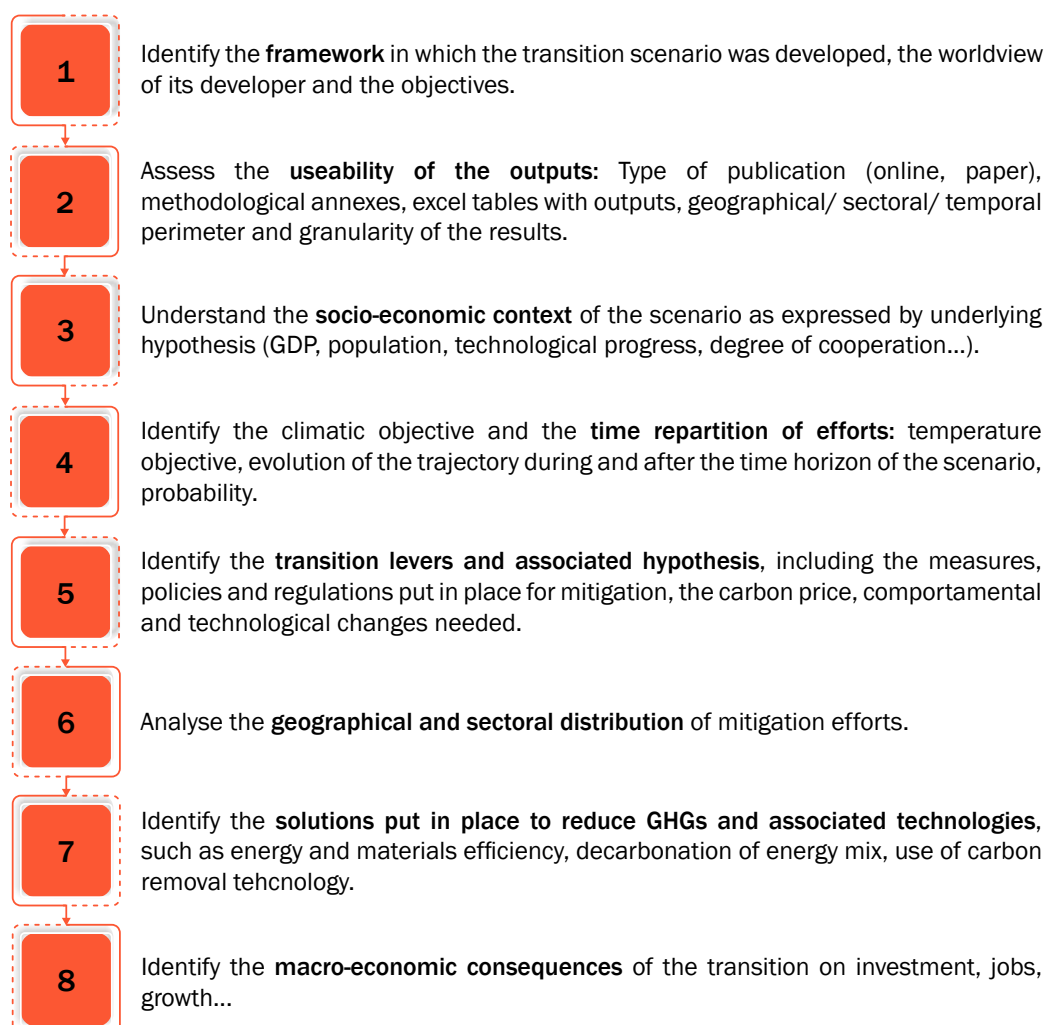 1
Identify the framework in which the transition scenario was developed, the worldview
of its developer and the objectives.
2
Assess the useability of the outputs: Type of publication (online, paper),
methodological annexes, excel tables with outputs, geographical/ sectoral/ temporal
perimeter and granularity of the results.
3
Understand the socio-economic context of the scenario as expressed by underlying
hypothesis (GDP, population, technological progress, degree of cooperation...).
4
Identify the climatic objective and the time repartition of efforts: temperature
objective, evolution of the trajectory during and after the time horizon of the scenario,
probability.
5
Identify the transition levers and associated hypothesis, including the measures,
policies and regulations put in place for mitigation, the carbon price, comportamental
and technological changes needed.
6
Analyse the geographical and sectoral distribution of mitigation efforts.
7
Identify the solutions put in place to reduce GHGs and associated technologies,
such as energy and materials efficiency, decarbonation of energy mix, use of carbon
removal tehcnology.
8
Identify the macro-economic consequences of the transition on investment, jobs,
growth...